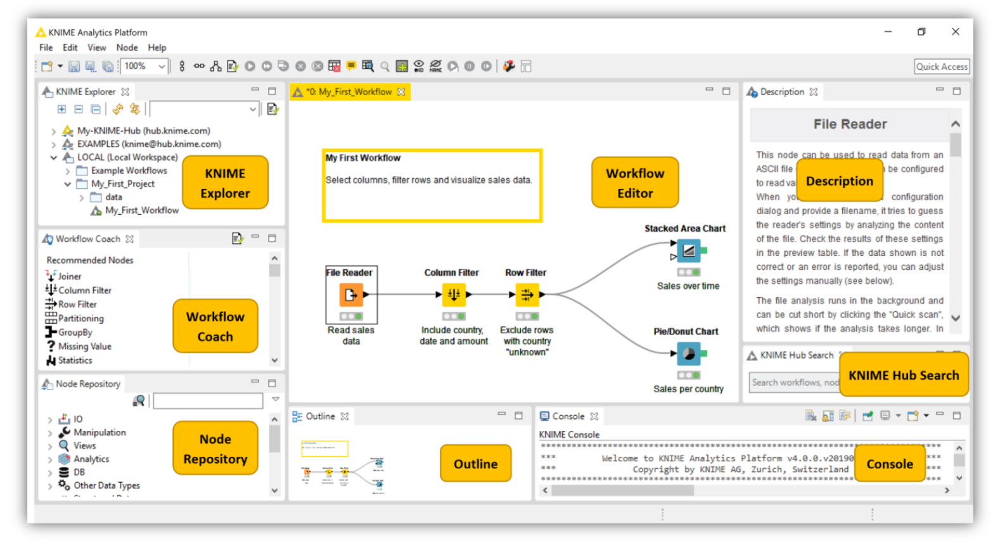 KNIME Analytics Platform
File Edit View Node Help
100%
Quick Access
KNIME Explorer
My-KNIME-Hub (hub.knime.com)
EXAMPLES (knime@hub.knime.com)
LOCAL (Local Workspace)
Example Workflows
My_First_Project
data
My_First_Workflow
KNIME
Explorer
Workflow Coach
Recommended Nodes
Joiner
Column Filter
Row Filter
Partitioning
GroupBy
Missing Value
Statistics
Workflow
Coach
Node Repository
IO
Manipulation
Views
Analytics
DB
Other Data Types
Node
Repository
*0: My_First_Workflow
My First Workflow
Select columns, filter rows and visualize sales data.
Workflow
Editor
File Reader
Read sales
data
Column Filter
Include country,
date and amount
Row Filter
Exclude rows
with country
"unknown"
Stacked Area Chart
Sales over time
Pie/Donut Chart
Sales per country
Outline
Outline
Console
KNIME Console
***************************************************************************
*** Welcome to KNIME Analytics Platform v4.0.0.v20190 ***
*** Copyright by KNIME AG, Zurich, Switzerland ***
***************************************************************************
Console
Description
File Reader
This node can be used to read data from an
ASCII file be configured
to read
When configuration
dialog and provide a filename, it tries to guess
the reader's settings by analyzing the content
of the file. Check the results of these settings
in the preview table. If the data shown is not
correct or an error is reported, you can adjust
the settings manually (see below).
The file analysis runs in the background and
can be cut short by clicking the "Quick scan",
which shows if the analysis takes longer. In
Description
KNIME Hub Search
Search workflows,
KNIME Hub Search
#ID
NAME